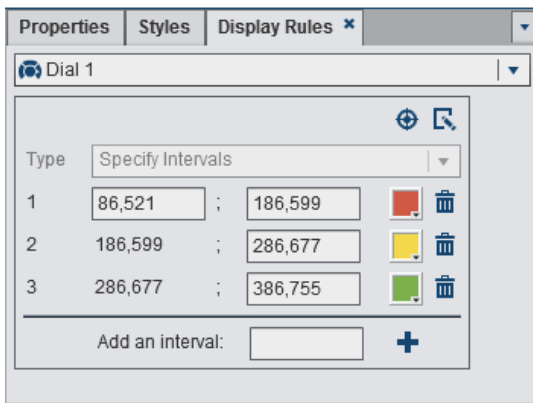 Properties Styles Display Rules ×
Dial 1
Type Specify Intervals
1 86,521 ; 186,599
2 186,599 ; 286,677
3 286,677 ; 386,755
Add an interval: